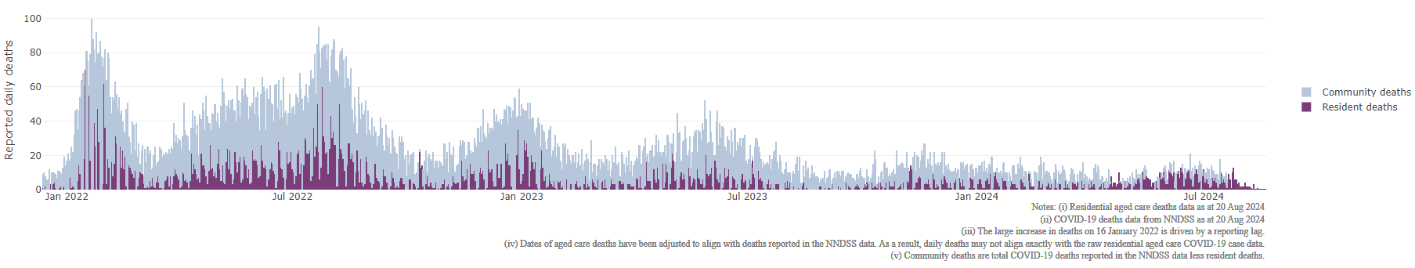 100
80
60
40
20
0
Reported daily deaths
Jan 2022 Jul 2022 Jan 2023 Jul 2023 Jan 2024 Jul 2024
Community deaths
Resident deaths
Notes: (i) Residential aged care deaths data as at 20 Aug 2024
(ii) COVID-19 deaths data from NNDSS as at 20 Aug 2024
(iii) The large increase in deaths on 16 January 2022 is driven by a reporting lag.
(iv) Dates of aged care deaths have been adjusted to align with deaths reported in the NNDSS data. As a result, daily deaths may not align exactly with the raw residential aged care COVID-19 case data.
(v) Community deaths are total COVID-19 deaths reported in the NNDSS data less resident deaths.